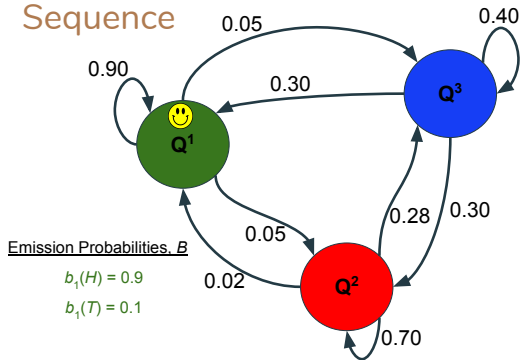 Sequence
0.05
0.40
0.90
0.30
Q³
Q¹
0.28
0.30
0.05
Emission Probabilities, B
0.02
Q²
b₁(H) = 0.9
b₁(T) = 0.1
0.70